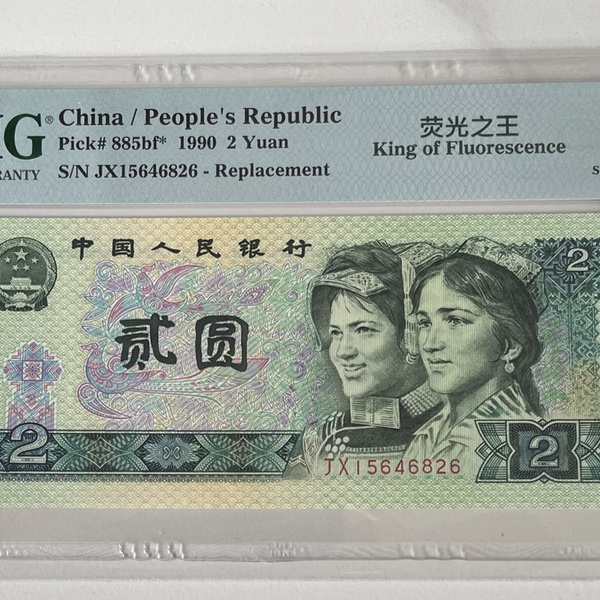 MG® China / People's Republic
Pick# 885bf* 1990 2 Yuan
S/N JX15646826 - Replacement
荧光之王
King of Fluorescence
中国人民银行
2
贰圆
2
JX15646826
2